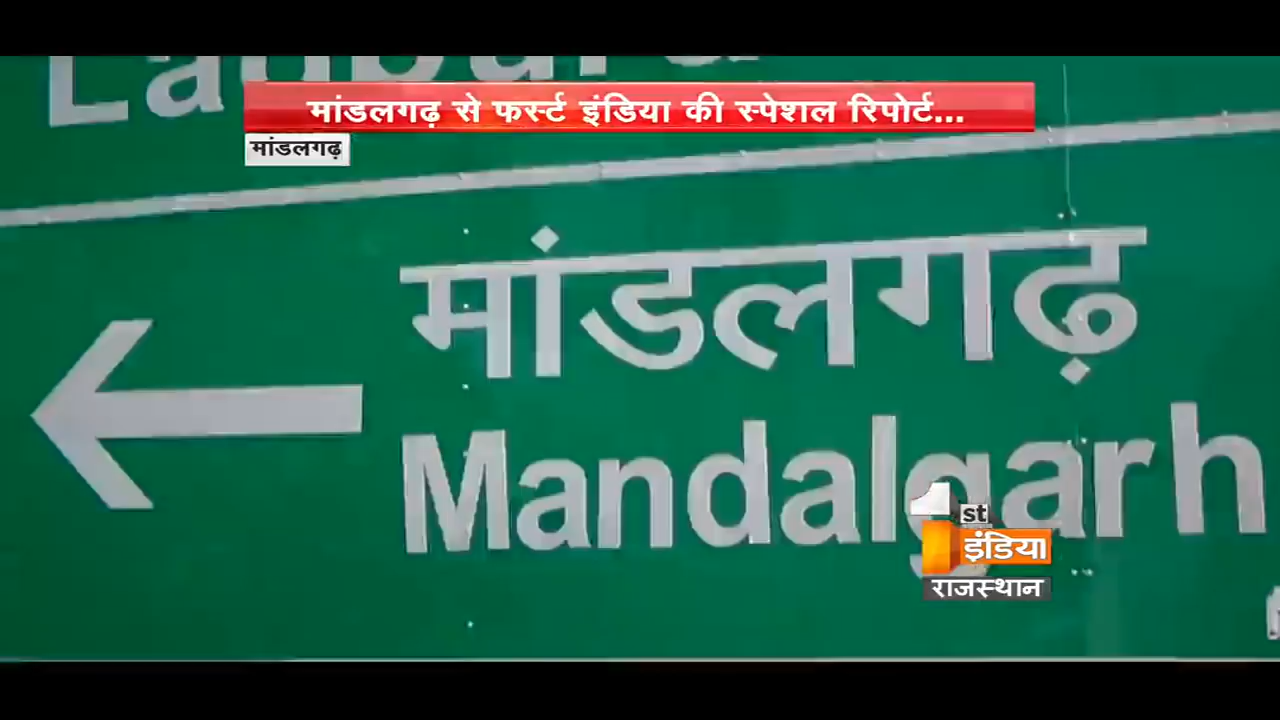 मांडलगढ़ से फर्स्ट इंडिया की स्पेशल रिपोर्ट...
मांडलगढ़
मांडलगढ़
Mandalgarh
1st
इंडिया
राजस्थान